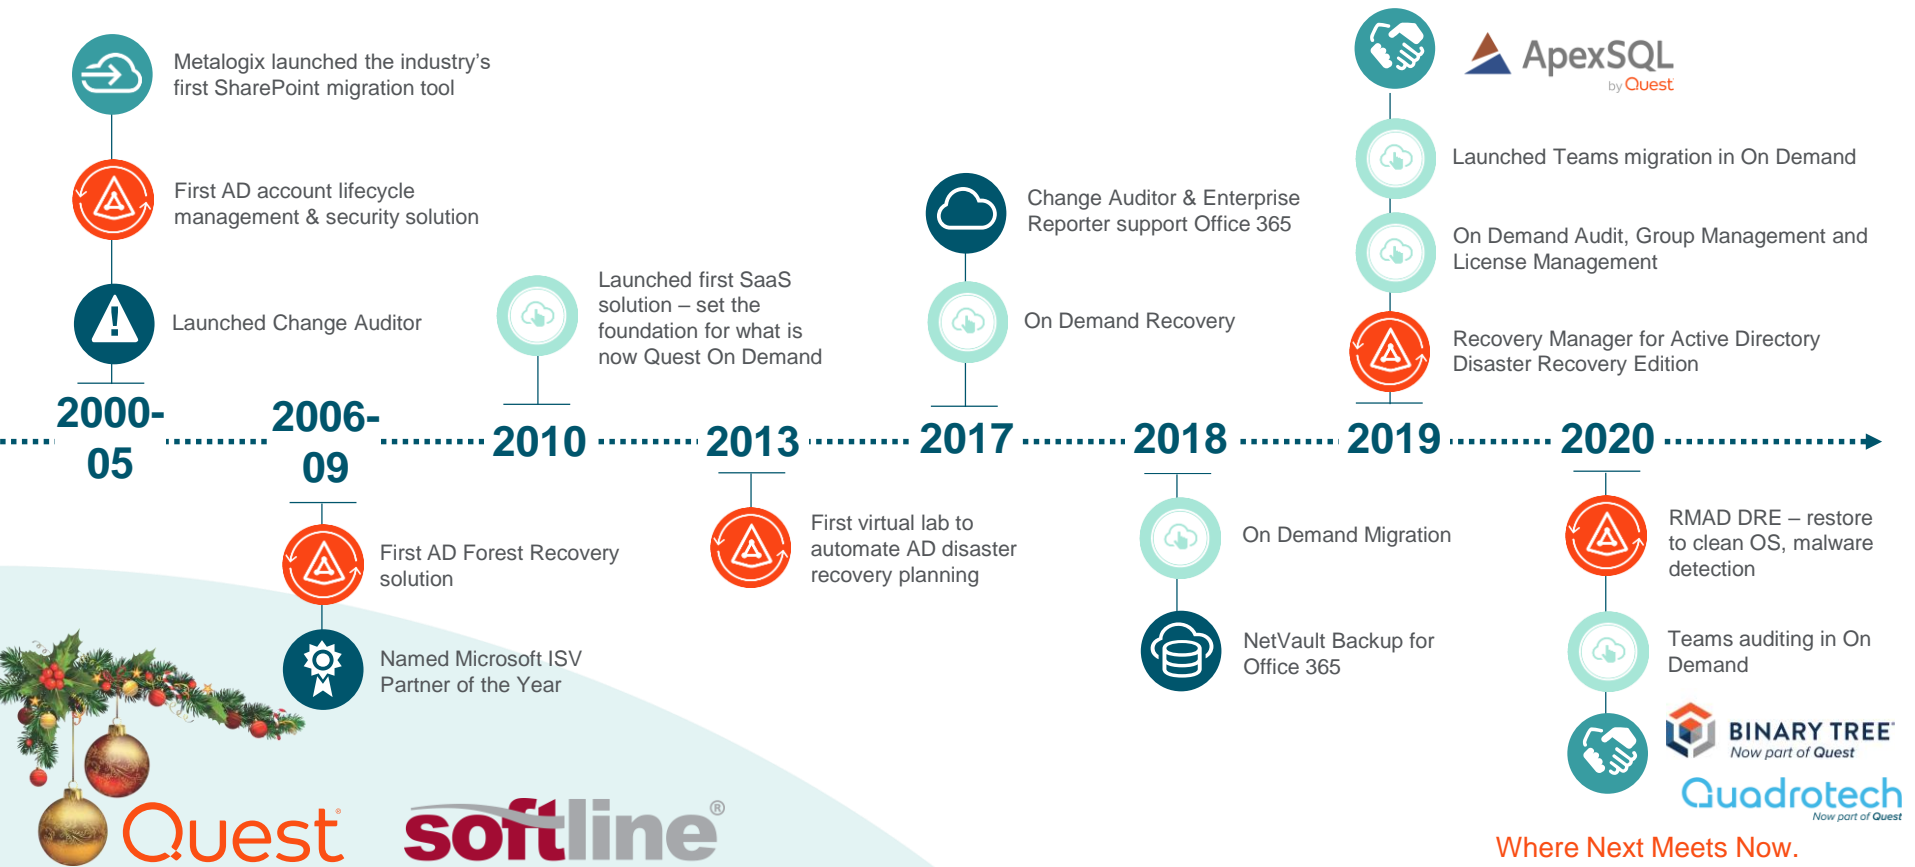 Metalogix launched the industry's
first SharePoint migration tool
First AD account lifecycle
management & security solution
Launched Change Auditor
2000-
05
2006-
09
First AD Forest Recovery
solution
Named Microsoft ISV
Partner of the Year
Launched first SaaS
solution – set the
foundation for what is
now Quest On Demand
2010
2013
First virtual lab to
automate AD disaster
recovery planning
Change Auditor & Enterprise
Reporter support Office 365
On Demand Recovery
2017
2018
On Demand Migration
NetVault Backup for
Office 365
ApexSQL
by Quest
Launched Teams migration in On Demand
On Demand Audit, Group Management and
License Management
Recovery Manager for Active Directory
Disaster Recovery Edition
2019
2020
RMAD DRE – restore
to clean OS, malware
detection
Teams auditing in On
Demand
BINARY TREE
Now part of Quest
Quadrotech
Now part of Quest
Quest
softline®
Where Next Meets Now.